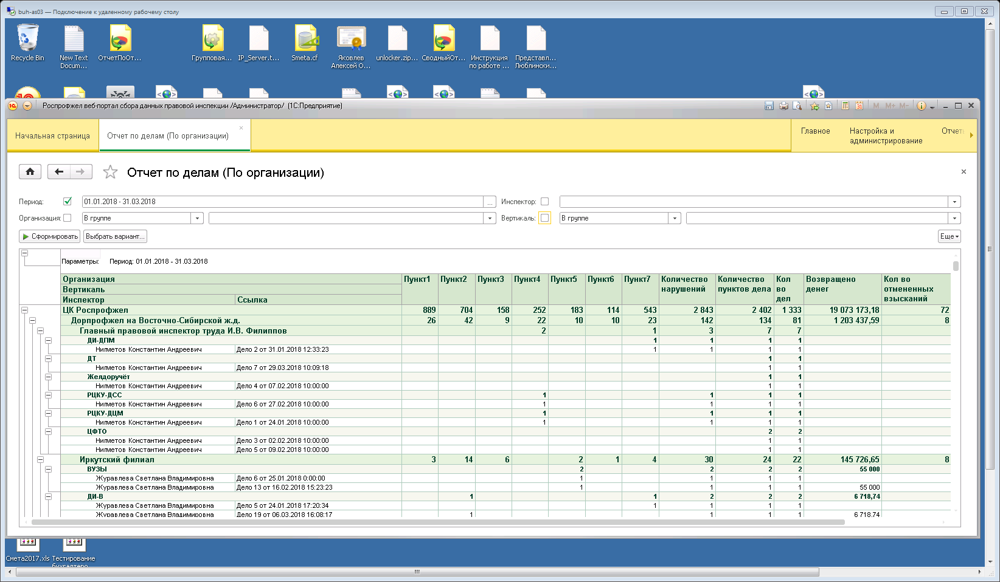 buh-as03 — Подключение к удаленному рабочему столу
Recycle Bin
New Text Docum...
ОтчетПоОт...
Групповая...
IP_Server.t...
Smeta.cf
Яковлев Алексей О...
unlocker.zip...
СводныйОт...
Инструкция по работе ...
Представл... Люблински...
Роспрофжел веб-портал сбора данных правовой инспекции /Администратор/ (1С:Предприятие)
M M+ M-
Начальная страница
Отчет по делам (По организации)
Главное
Настройка и администрирование
Отчеть
Отчет по делам (По организации)
Период: 01.01.2018 - 31.03.2018 ... Инспектор:
Организация: В группе Вертикаль: В группе
Сформировать Выбрать вариант... Еще
Параметры: Период: 01.01.2018 - 31.03.2018
Организация Пункт1 Пункт2 Пункт3 Пункт4 Пункт5 Пункт6 Пункт7 Количество нарушений Количество пунктов дела Кол во дел Возвращено денег Кол во отмененных взысканий
Вертикаль
Инспектор Ссылка
ЦК Роспрофжел 889 704 158 252 183 114 543 2 843 2 402 1 333 19 073 173,18 72
Дорпрофжел на Восточно-Сибирской ж.д. 26 42 9 22 10 10 23 142 134 81 1 203 437,59 8
Главный правовой инспектор труда И.В. Филиппов 2 1 3 7 7
ДИ-ДПМ 1 1 1 1
Нигметов Константин Андреевич Дело 2 от 31.01.2018 12:33:23 1 1 1 1
ДТ 1 1
Нигметов Константин Андреевич Дело 7 от 29.03.2018 10:09:18 1 1
Желдоручёт 1 1
Нигметов Константин Андреевич Дело 4 от 07.02.2018 10:00:00 1 1
РЦКУ-ДСС 1 1 1 1
Нигметов Константин Андреевич Дело 6 от 27.02.2018 10:00:00 1 1 1 1
РЦКУ-ДЦМ 1 1 1 1
Нигметов Константин Андреевич Дело 1 от 24.01.2018 10:00:00 1 1 1 1
ЦФТО 2 2
Нигметов Константин Андреевич Дело 3 от 02.02.2018 10:00:00 1 1
Нигметов Константин Андреевич Дело 5 от 09.02.2018 10:00:00 1 1
Иркутский филиал 3 14 6 2 1 4 30 24 22 145 726,65 8
ВУЗЫ 2 2 2 2 55 000
Журавлева Светлана Владимировна Дело 6 от 25.01.2018 0:00:00 1 1 1 1
Журавлева Светлана Владимировна Дело 13 от 16.02.2018 15:23:23 1 1 1 1 55 000
ДИ-В 1 1 2 2 2 6 718,74
Журавлева Светлана Владимировна Дело 5 от 24.01.2018 17:20:34 1 1 1 1
Журавлева Светлана Владимировна Дело 19 от 06.03.2018 16:08:17 1 1 1 1 6 718.74
Смета2017.xls
Тестирование бухгалтеро